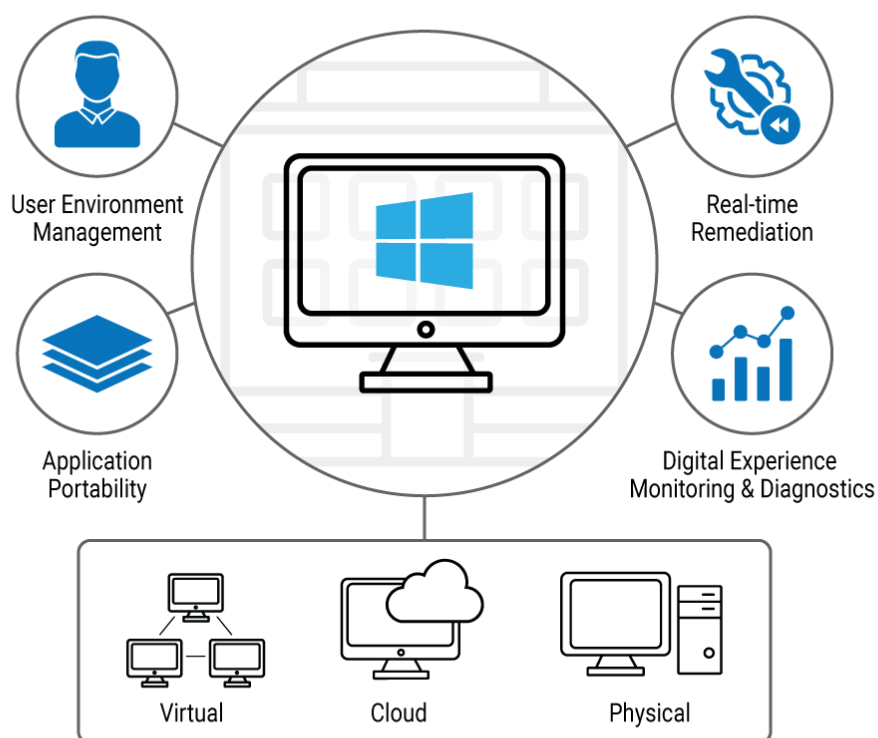 User Environment
Management
Real-time
Remediation
Application
Portability
Digital Experience
Monitoring & Diagnostics
Virtual
Cloud
Physical